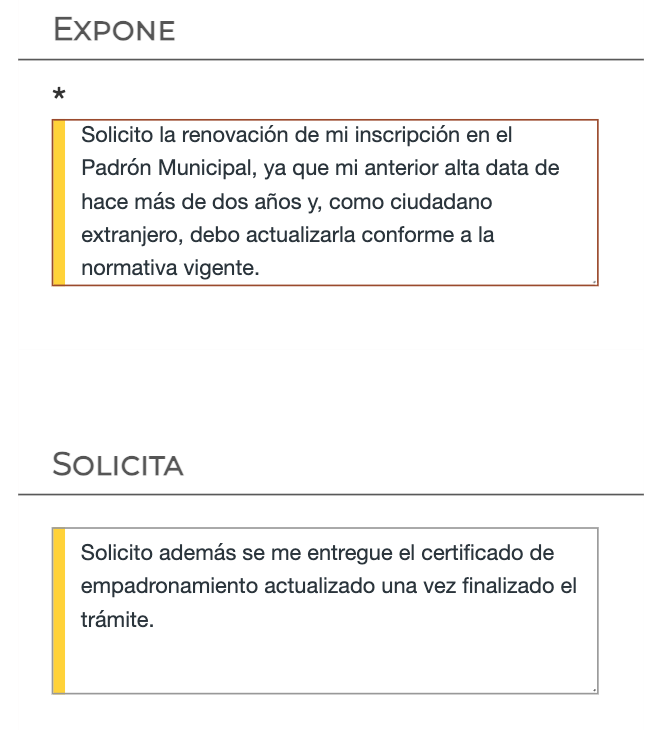 Expone
*
Solicito la renovación de mi inscripción en el
Padrón Municipal, ya que mi anterior alta data de
hace más de dos años y, como ciudadano
extranjero, debo actualizarla conforme a la
normativa vigente.
Solicita
Solicito además se me entregue el certificado de
empadronamiento actualizado una vez finalizado el
trámite.